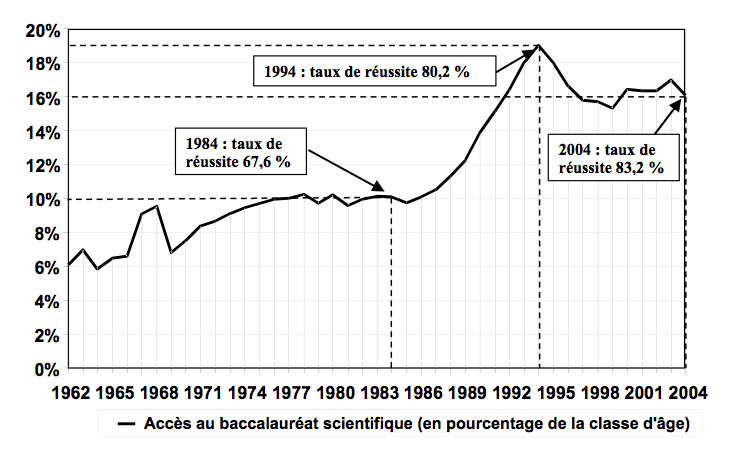 20%
18%
16%
14%
12%
10%
8%
6%
4%
2%
0%
1994 : taux de réussite 80,2 %
1984 : taux de
réussite 67,6 %
2004 : taux de
réussite 83,2 %
1962 1965 1968 1971 1974 1977 1980 1983 1986 1989 1992 1995 1998 2001 2004
Accès au baccalauréat scientifique (en pourcentage de la classe d'âge)